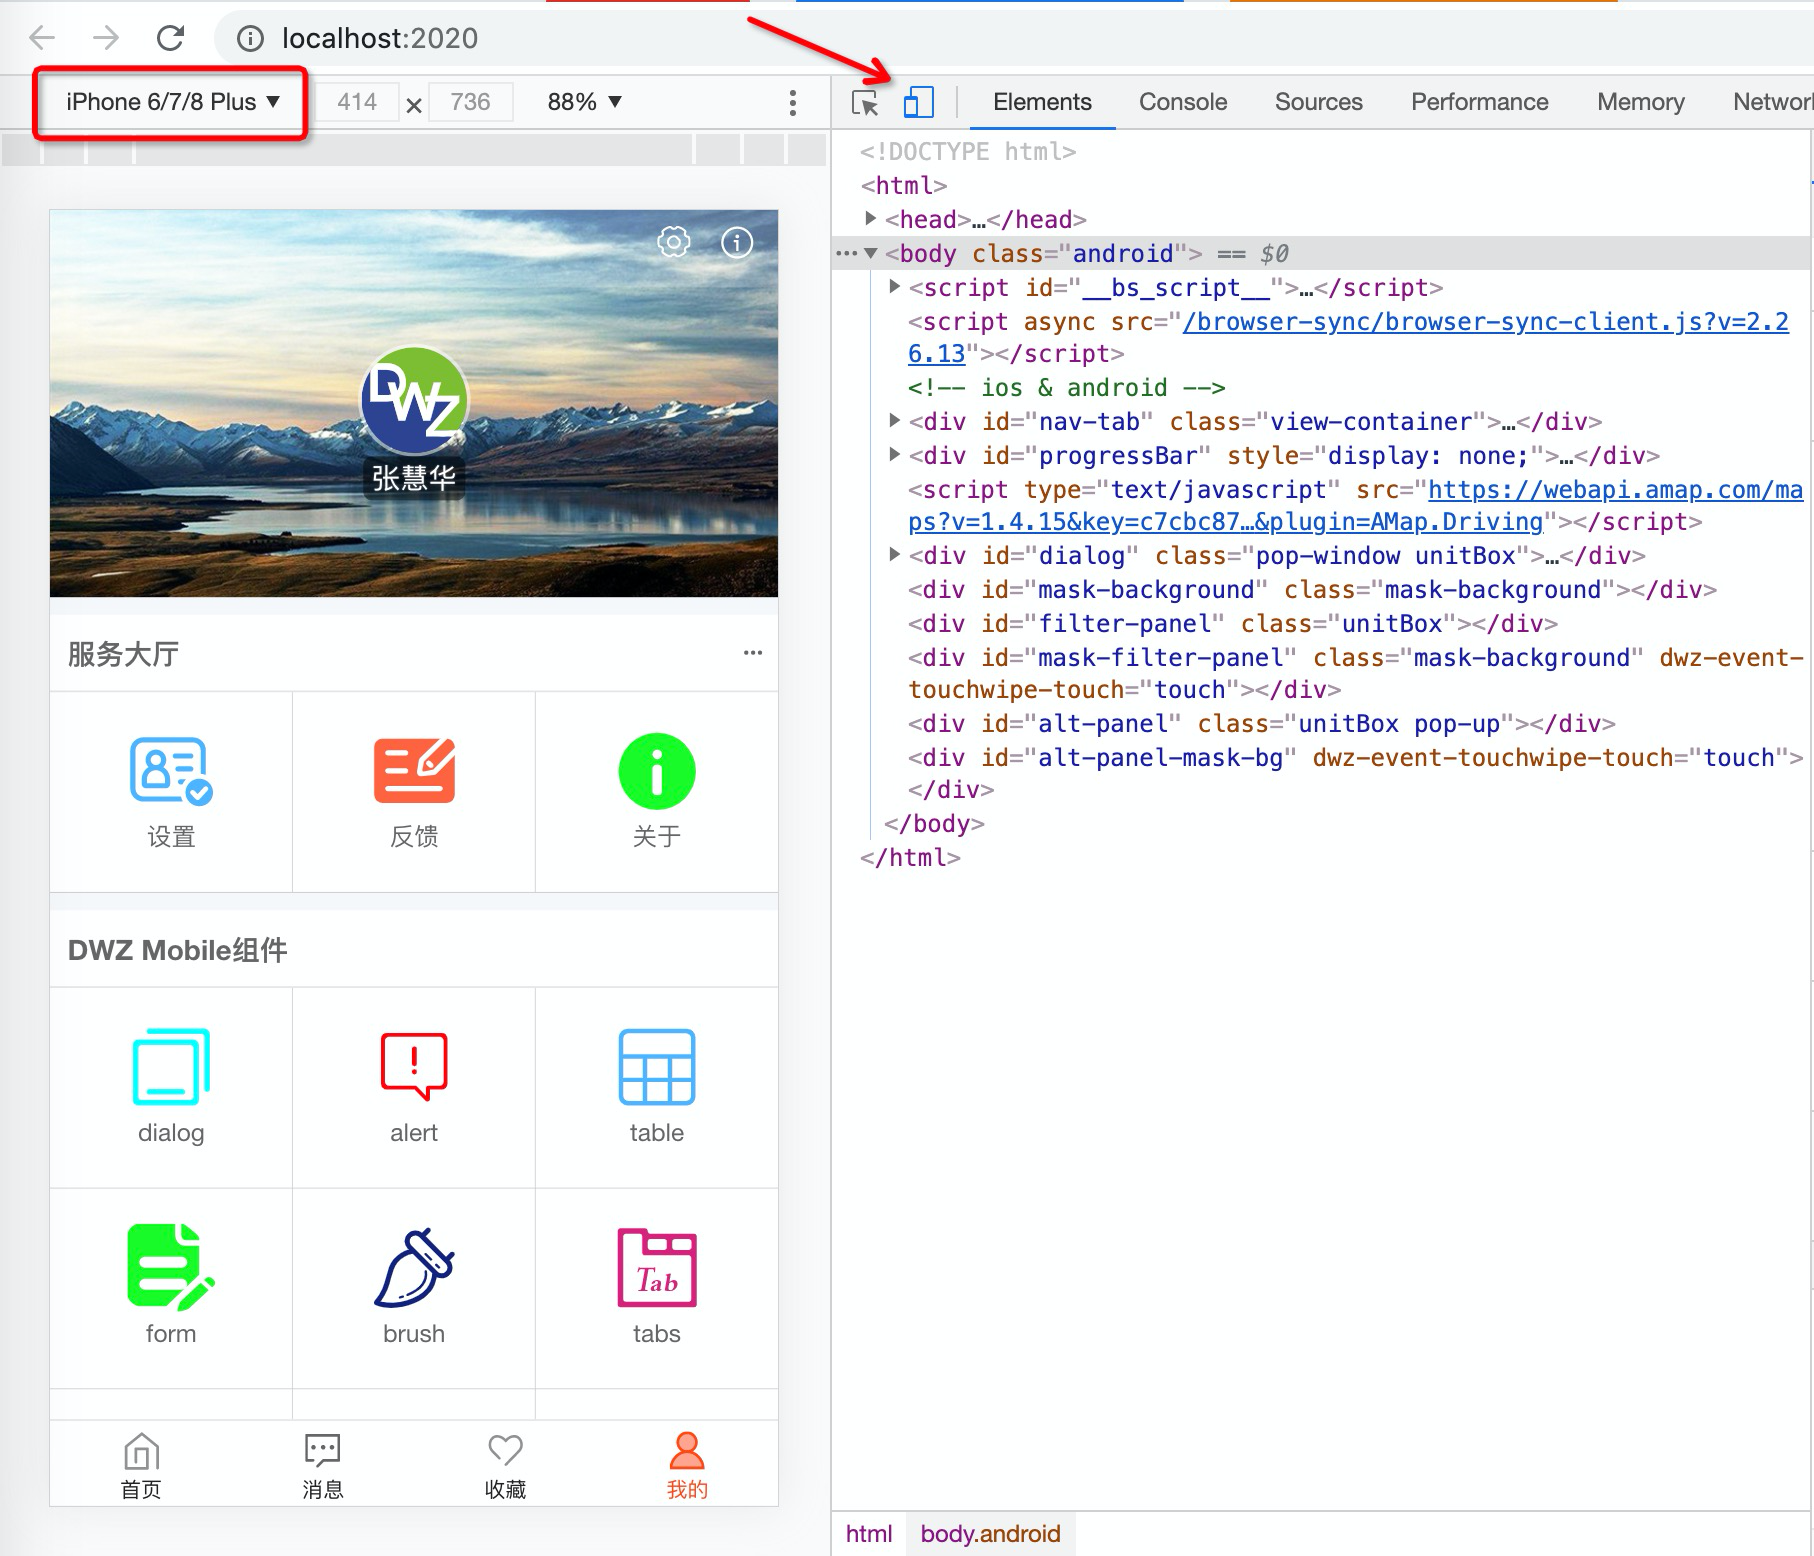 localhost:2020
iPhone 6/7/8 Plus ▼
414 × 736
88% ▼
Elements Console Sources Performance Memory Networ
DWZ
张慧华
服务大厅 ···
设置 反馈 关于
DWZ Mobile组件
dialog alert table
Tab
form brush tabs
首页 消息 收藏 我的
<!DOCTYPE html>
<html>
▶<head>…</head>
···▼<body class="android"> == $0
▶<script id="__bs_script__">…</script>
<script async src="/browser-sync/browser-sync-client.js?v=2.2
6.13"></script>
<!-- ios & android -->
▶<div id="nav-tab" class="view-container">…</div>
▶<div id="progressBar" style="display: none;">…</div>
<script type="text/javascript" src="https://webapi.amap.com/ma
ps?v=1.4.15&key=c7cbc87…&plugin=AMap.Driving"></script>
▶<div id="dialog" class="pop-window unitBox">…</div>
<div id="mask-background" class="mask-background"></div>
<div id="filter-panel" class="unitBox"></div>
<div id="mask-filter-panel" class="mask-background" dwz-event-
touchwipe-touch="touch"></div>
<div id="alt-panel" class="unitBox pop-up"></div>
<div id="alt-panel-mask-bg" dwz-event-touchwipe-touch="touch">
</div>
</body>
</html>
html body.android